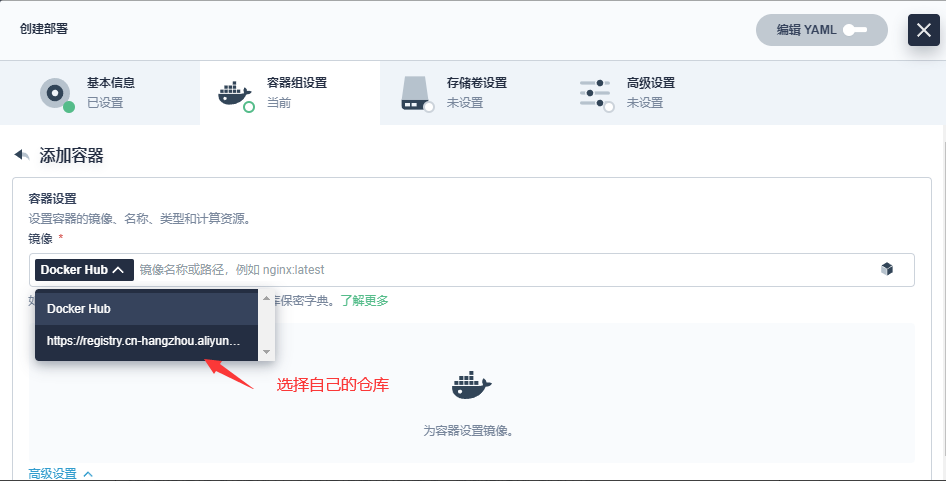 创建部署
编辑 YAML
基本信息
已设置
容器组设置
当前
存储卷设置
未设置
高级设置
未设置
添加容器
容器设置
设置容器的镜像、名称、类型和计算资源。
镜像 *
Docker Hub
镜像名称或路径，例如 nginx:latest
库保密字典。了解更多
Docker Hub
https://registry.cn-hangzhou.aliyun...
选择自己的仓库
为容器设置镜像。
高级设置